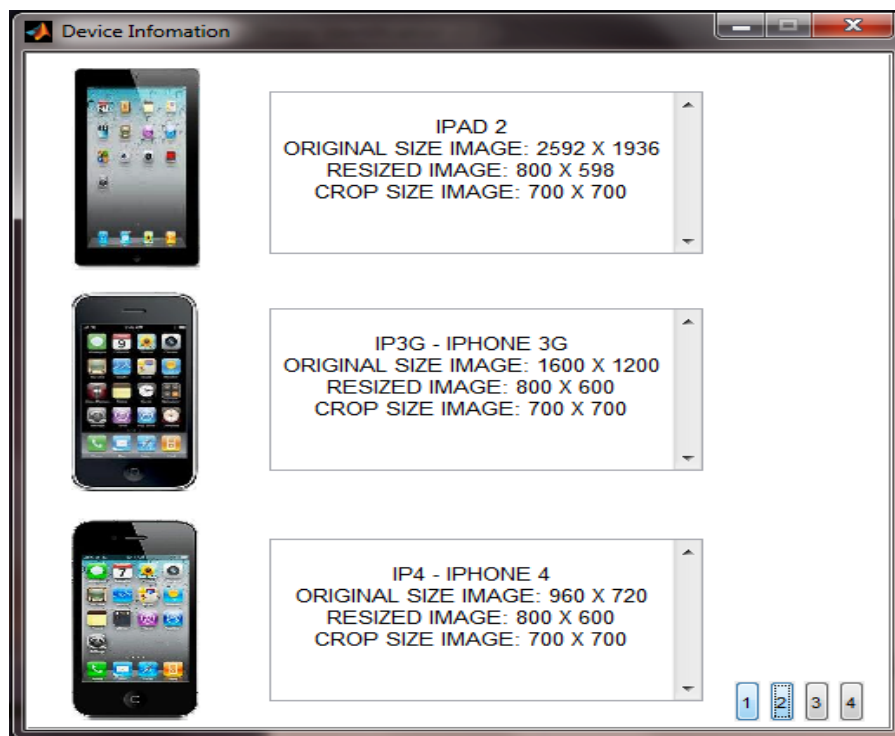 Device Infomation
IPAD 2
ORIGINAL SIZE IMAGE: 2592 X 1936
RESIZED IMAGE: 800 X 598
CROP SIZE IMAGE: 700 X 700
IP3G - IPHONE 3G
ORIGINAL SIZE IMAGE: 1600 X 1200
RESIZED IMAGE: 800 X 600
CROP SIZE IMAGE: 700 X 700
IP4 - IPHONE 4
ORIGINAL SIZE IMAGE: 960 X 720
RESIZED IMAGE: 800 X 600
CROP SIZE IMAGE: 700 X 700
1 2 3 4